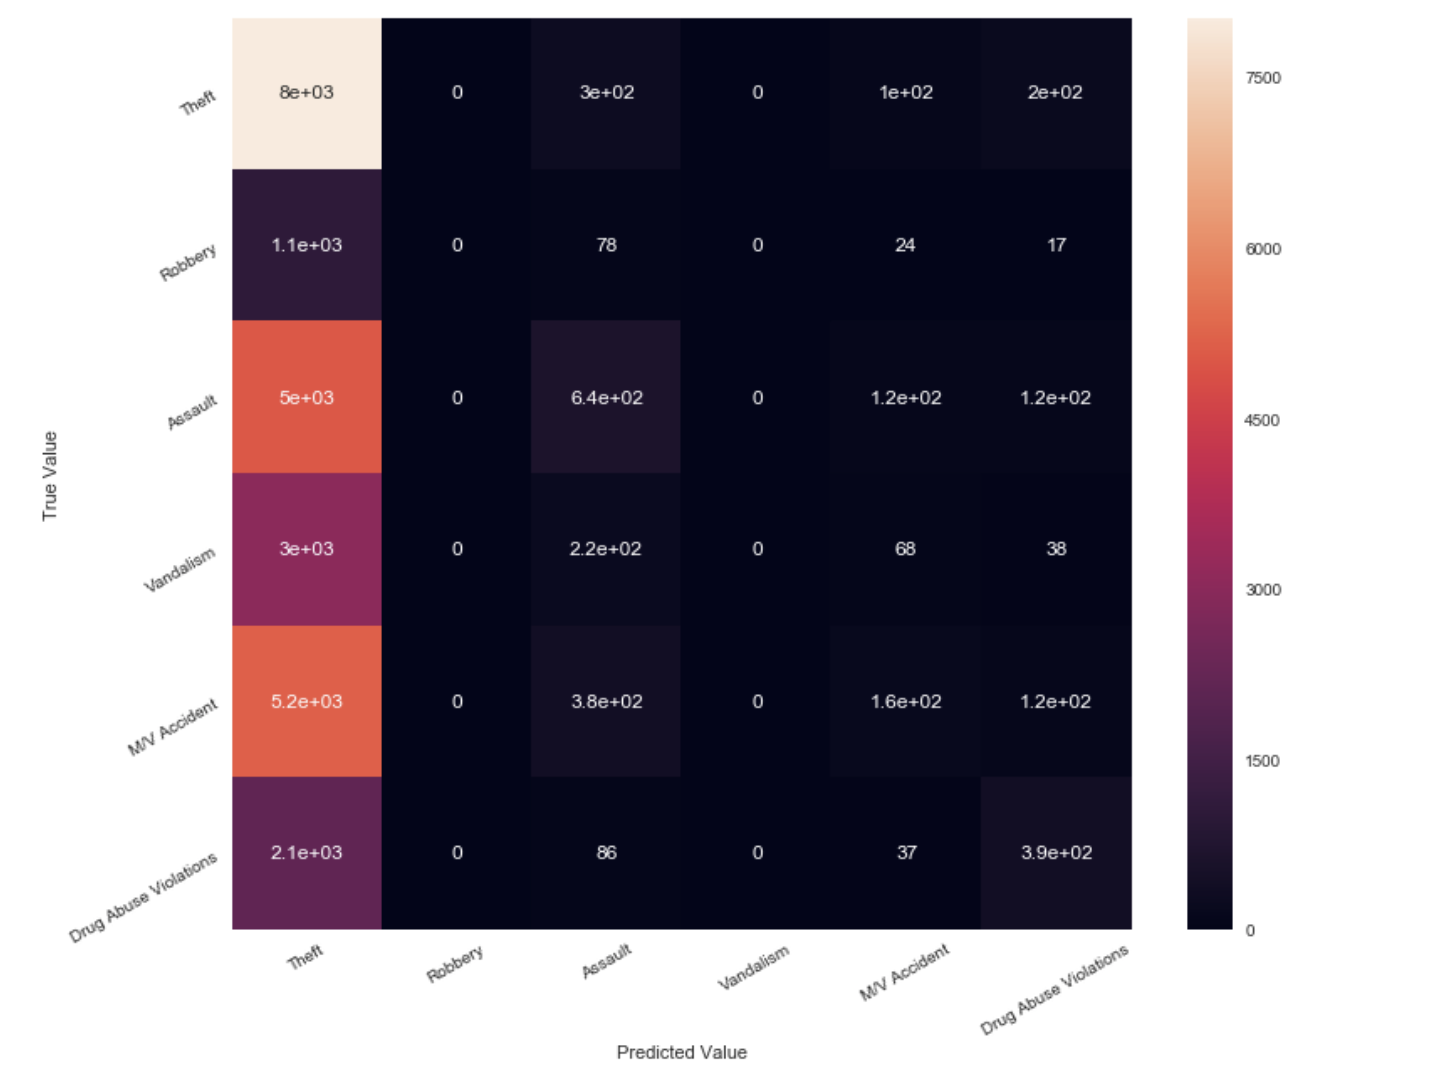 Theft 8e+03 0 3e+02 0 1e+02 2e+02
Robbery 1.1e+03 0 78 0 24 17
Assault 5e+03 0 6.4e+02 0 1.2e+02 1.2e+02
Vandalism 3e+03 0 2.2e+02 0 68 38
M/V Accident 5.2e+03 0 3.8e+02 0 1.6e+02 1.2e+02
Drug Abuse Violations 2.1e+03 0 86 0 37 3.9e+02
True Value
Theft Robbery Assault Vandalism M/V Accident Drug Abuse Violations
Predicted Value
7500
6000
4500
3000
1500
0